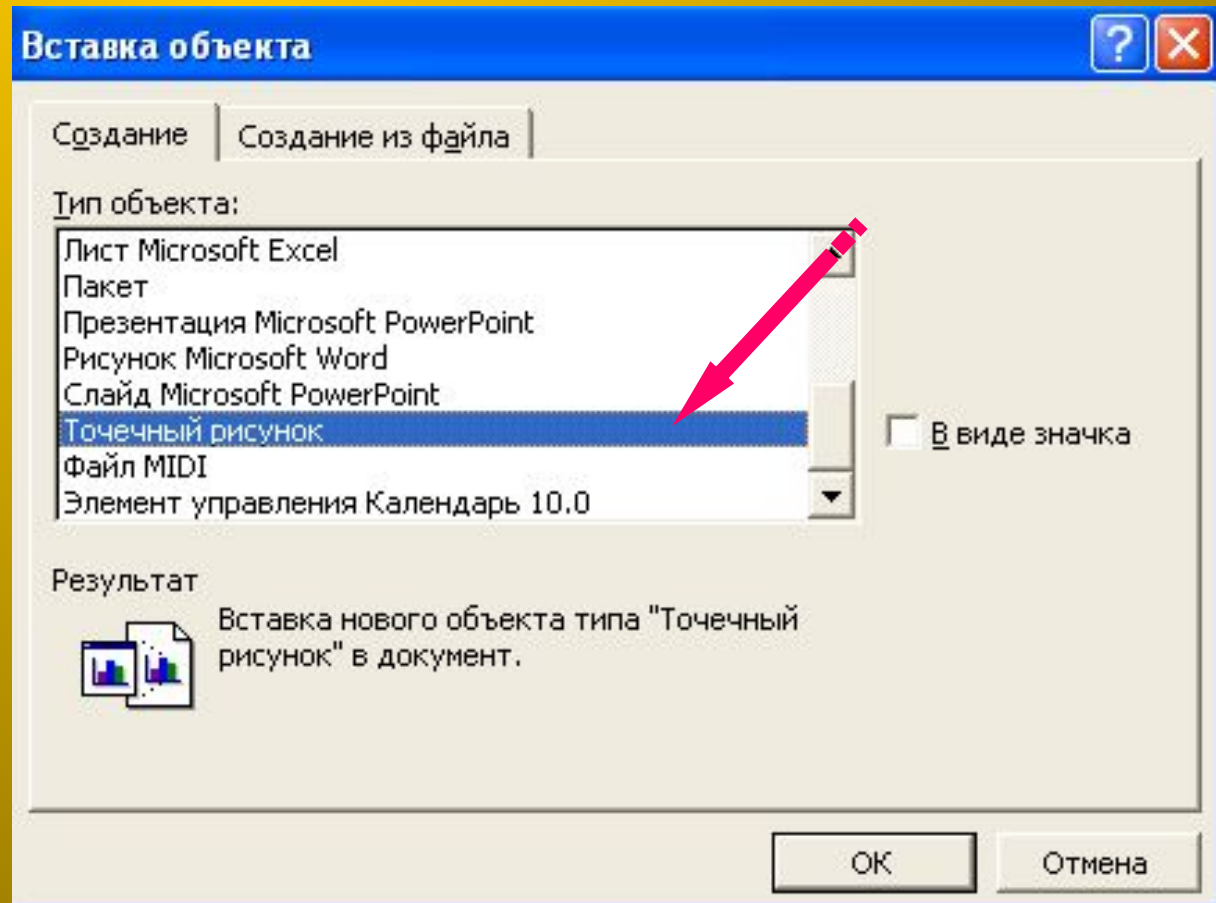 Вставка объекта
Создание
Создание из файла
Тип объекта:
Лист Microsoft Excel
Пакет
Презентация Microsoft PowerPoint
Рисунок Microsoft Word
Слайд Microsoft PowerPoint
Точечный рисунок
Файл MIDI
Элемент управления Календарь 10.0
В виде значка
Результат
Вставка нового объекта типа "Точечный
рисунок" в документ.
ОК
Отмена